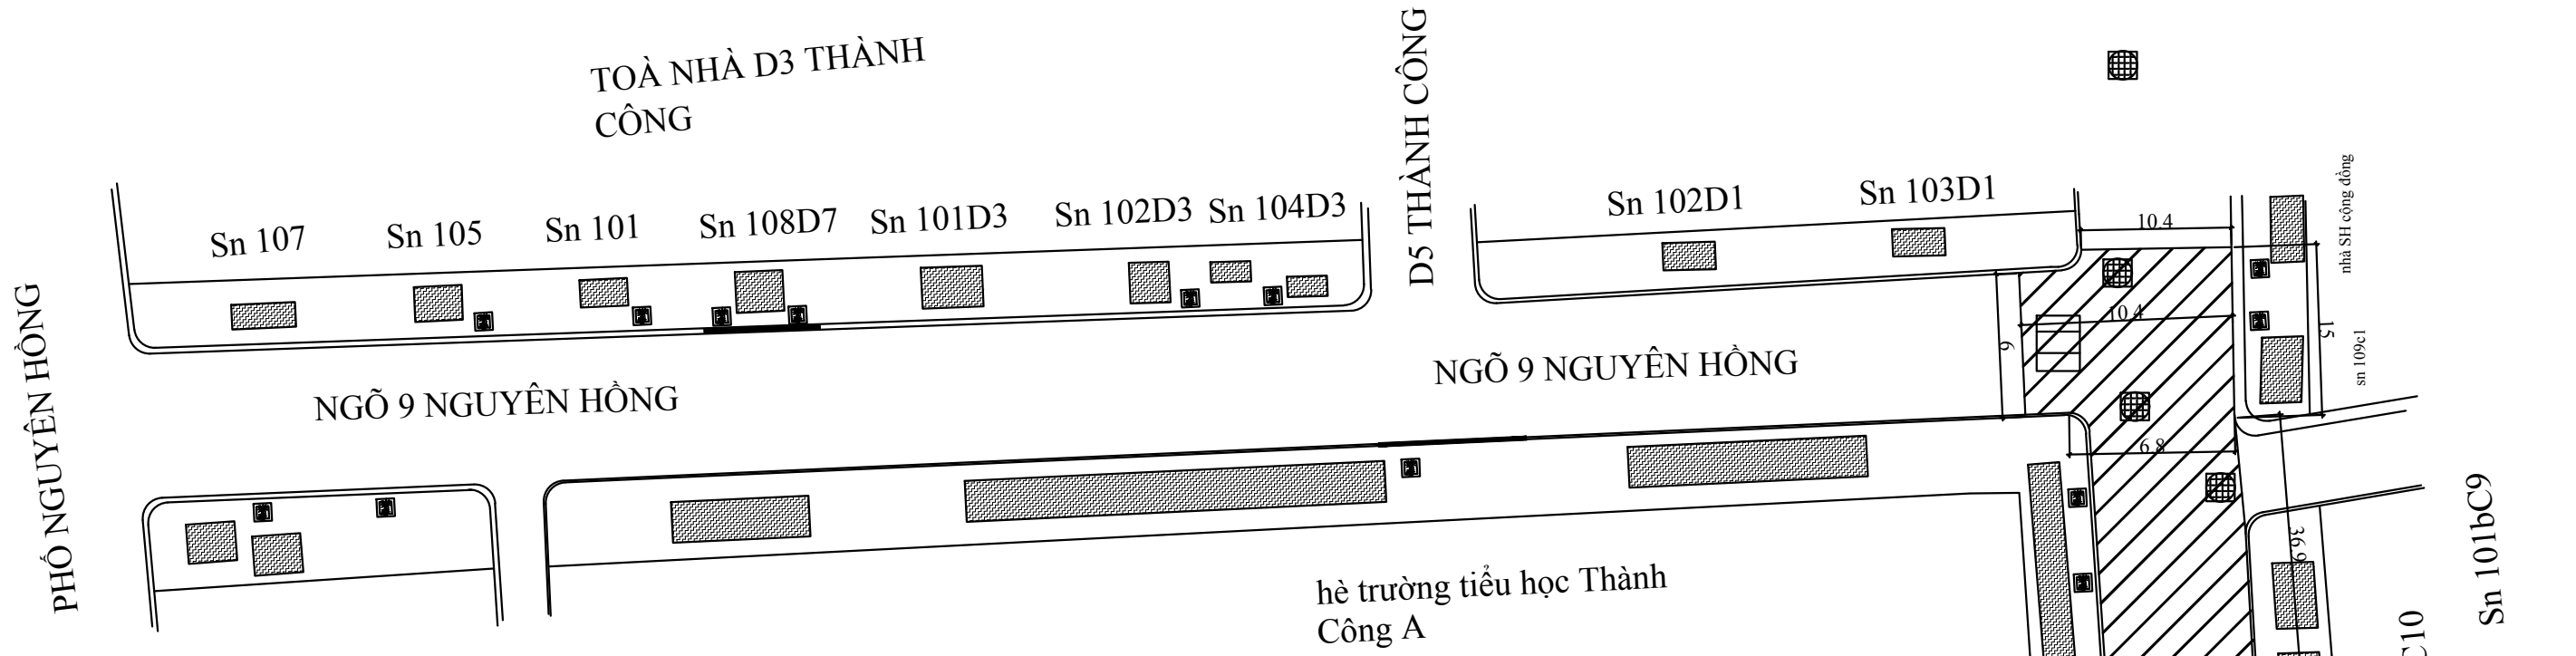 TOÀ NHÀ D3 THÀNH
CÔNG
D5 THÀNH CÔNG
Sn 107
Sn 105
Sn 101
Sn 108D7
Sn 101D3
Sn 102D3
Sn 104D3
Sn 102D1
Sn 103D1
10.4
nhà SH cộng đồng
10.4
15
9
sn 109c1
PHỐ NGUYÊN HỒNG
NGÕ 9 NGUYÊN HỒNG
NGÕ 9 NGUYÊN HỒNG
6.8
36.9
Sn 101bC9
hè trường tiểu học Thành
Công A
C10